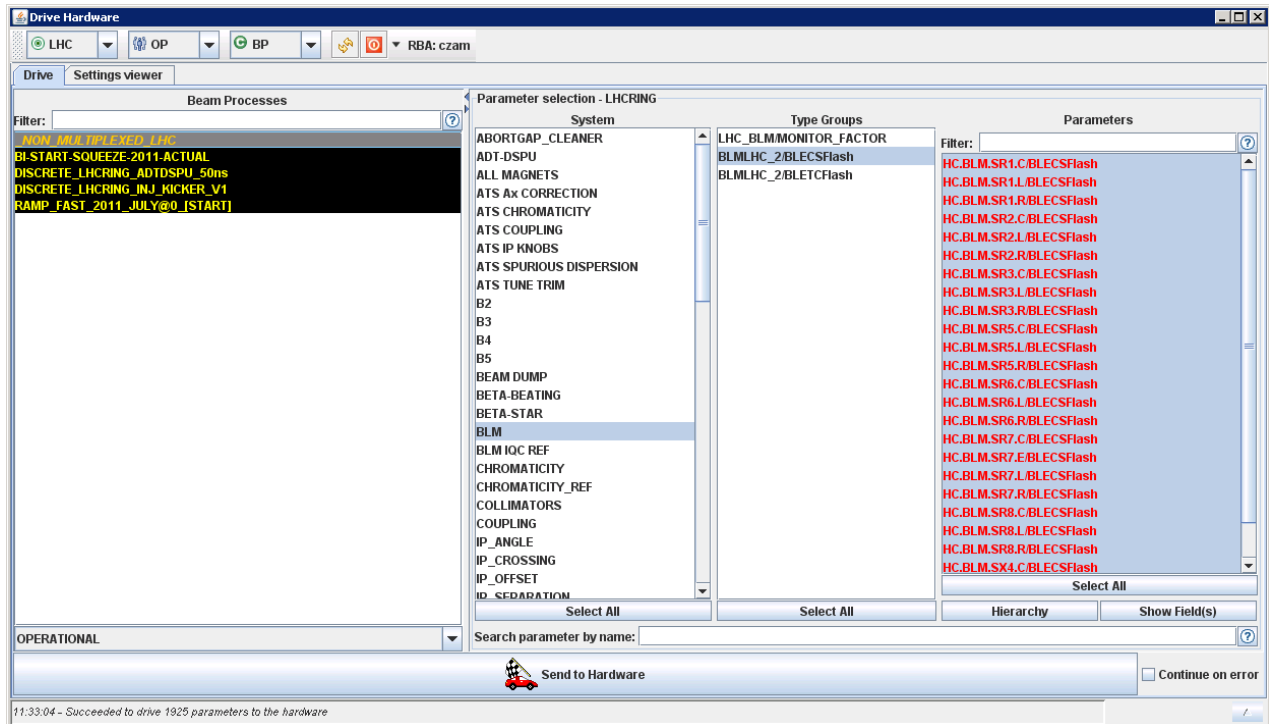 Drive Hardware
LHC OP BP RBA: czam
Drive Settings viewer
Beam Processes
Filter:
_NON_MULTIPLEXED_LHC
BI-START-SQUEEZE-2011-ACTUAL
DISCRETE_LHCRING_ADTDSPU_50ns
DISCRETE_LHCRING_INJ_KICKER_V1
RAMP_FAST_2011_JULY@0_[START]
OPERATIONAL
Parameter selection - LHCRING
System
ABORTGAP_CLEANER
ADT-DSPU
ALL MAGNETS
ATS Ax CORRECTION
ATS CHROMATICITY
ATS COUPLING
ATS IP KNOBS
ATS SPURIOUS DISPERSION
ATS TUNE TRIM
B2
B3
B4
B5
BEAM DUMP
BETA-BEATING
BETA-STAR
BLM
BLM IQC REF
CHROMATICITY
CHROMATICITY_REF
COLLIMATORS
COUPLING
IP_ANGLE
IP_CROSSING
IP_OFFSET
IP_SEPARATION
Select All
Type Groups
LHC_BLM/MONITOR_FACTOR
BLMLHC_2/BLECSFlash
BLMLHC_2/BLETCFlash
Select All
Parameters
Filter:
HC.BLM.SR1.C/BLECSFlash
HC.BLM.SR1.L/BLECSFlash
HC.BLM.SR1.R/BLECSFlash
HC.BLM.SR2.C/BLECSFlash
HC.BLM.SR2.L/BLECSFlash
HC.BLM.SR2.R/BLECSFlash
HC.BLM.SR3.C/BLECSFlash
HC.BLM.SR3.L/BLECSFlash
HC.BLM.SR3.R/BLECSFlash
HC.BLM.SR5.C/BLECSFlash
HC.BLM.SR5.L/BLECSFlash
HC.BLM.SR5.R/BLECSFlash
HC.BLM.SR6.C/BLECSFlash
HC.BLM.SR6.L/BLECSFlash
HC.BLM.SR6.R/BLECSFlash
HC.BLM.SR7.C/BLECSFlash
HC.BLM.SR7.E/BLECSFlash
HC.BLM.SR7.L/BLECSFlash
HC.BLM.SR7.R/BLECSFlash
HC.BLM.SR8.C/BLECSFlash
HC.BLM.SR8.L/BLECSFlash
HC.BLM.SR8.R/BLECSFlash
HC.BLM.SX4.C/BLECSFlash
Select All
Hierarchy Show Field(s)
Search parameter by name:
Send to Hardware
Continue on error
11:33:04 - Succeeded to drive 1925 parameters to the hardware